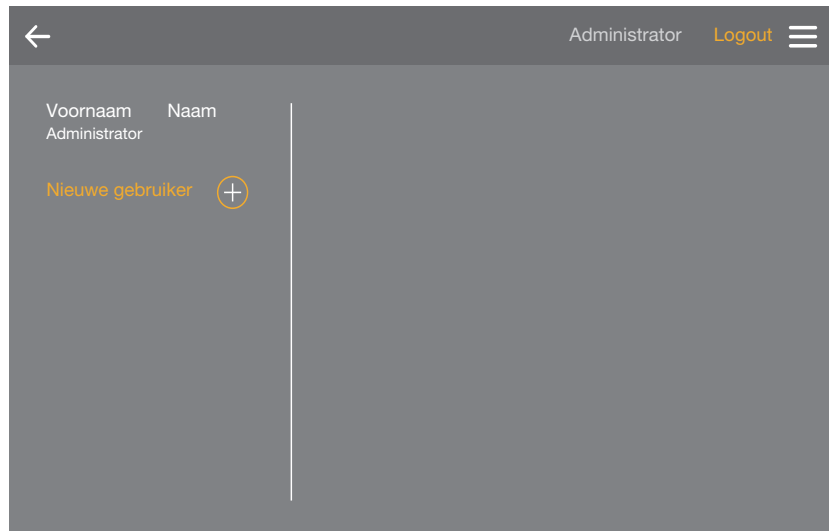 Administrator Logout
Voornaam Naam
Administrator
Nieuwe gebruiker